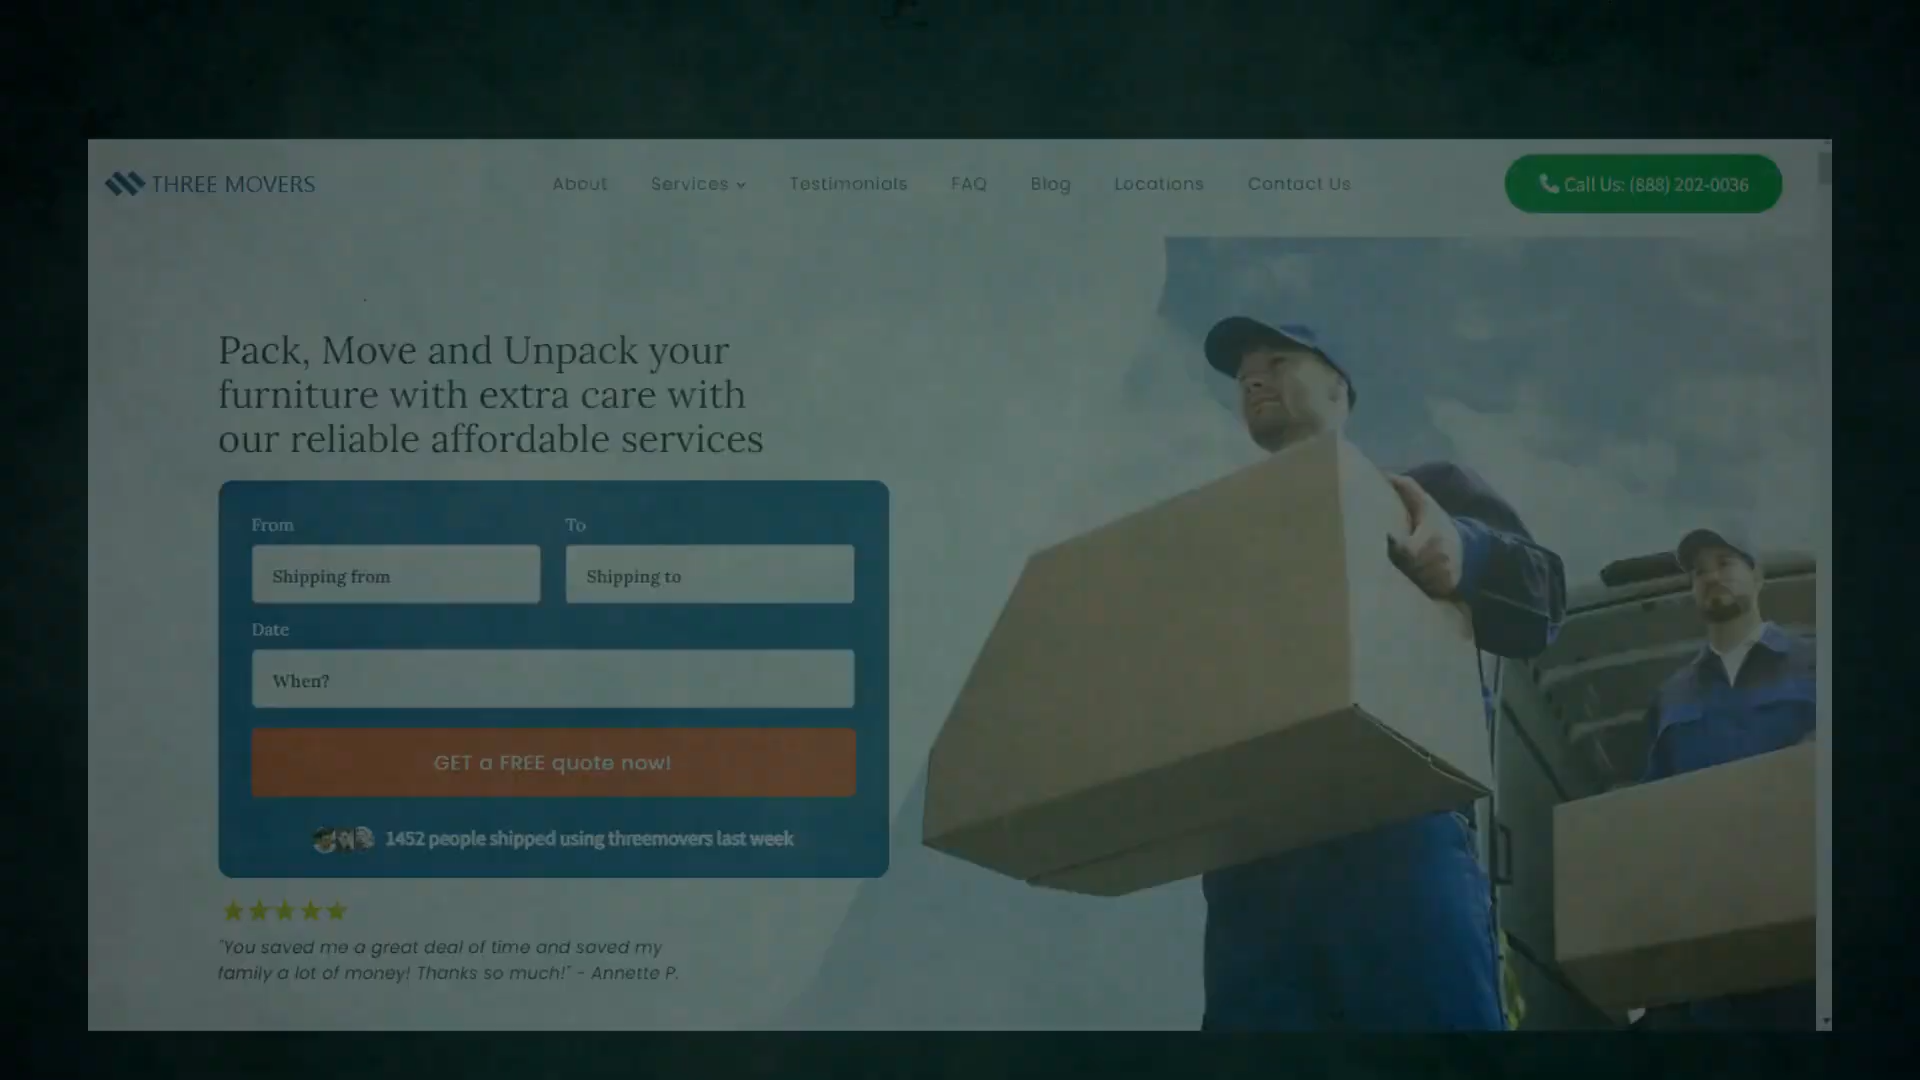 THREE MOVERS
About
Services
Testimonials
FAQ
Blog
Locations
Contact Us
Call Us: (888) 202-0036
Pack, Move and Unpack your
furniture with extra care with
our reliable affordable services
From
To
Shipping from
Shipping to
Date
When?
GET a FREE quote now!
1452 people shipped using threemovers last week
"You saved me a great deal of time and saved my
family a lot of money! Thanks so much!" - Annette P.